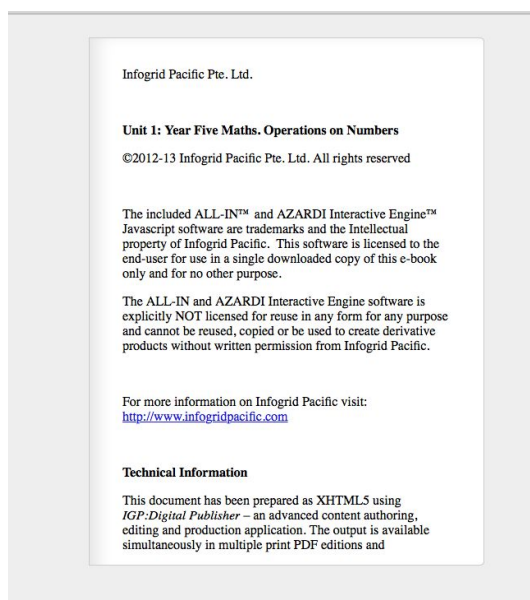 Infogrid Pacific Pte. Ltd.
Unit 1: Year Five Maths. Operations on Numbers
©2012-13 Infogrid Pacific Pte. Ltd. All rights reserved
The included ALL-IN™ and AZARDI Interactive Engine™
Javascript software are trademarks and the Intellectual
property of Infogrid Pacific. This software is licensed to the
end-user for use in a single downloaded copy of this e-book
only and for no other purpose.
The ALL-IN and AZARDI Interactive Engine software is
explicitly NOT licensed for reuse in any form for any purpose
and cannot be reused, copied or be used to create derivative
products without written permission from Infogrid Pacific.
For more information on Infogrid Pacific visit:
http://www.infogridpacific.com
Technical Information
This document has been prepared as XHTML5 using
IGP:Digital Publisher – an advanced content authoring,
editing and production application. The output is available
simultaneously in multiple print PDF editions and